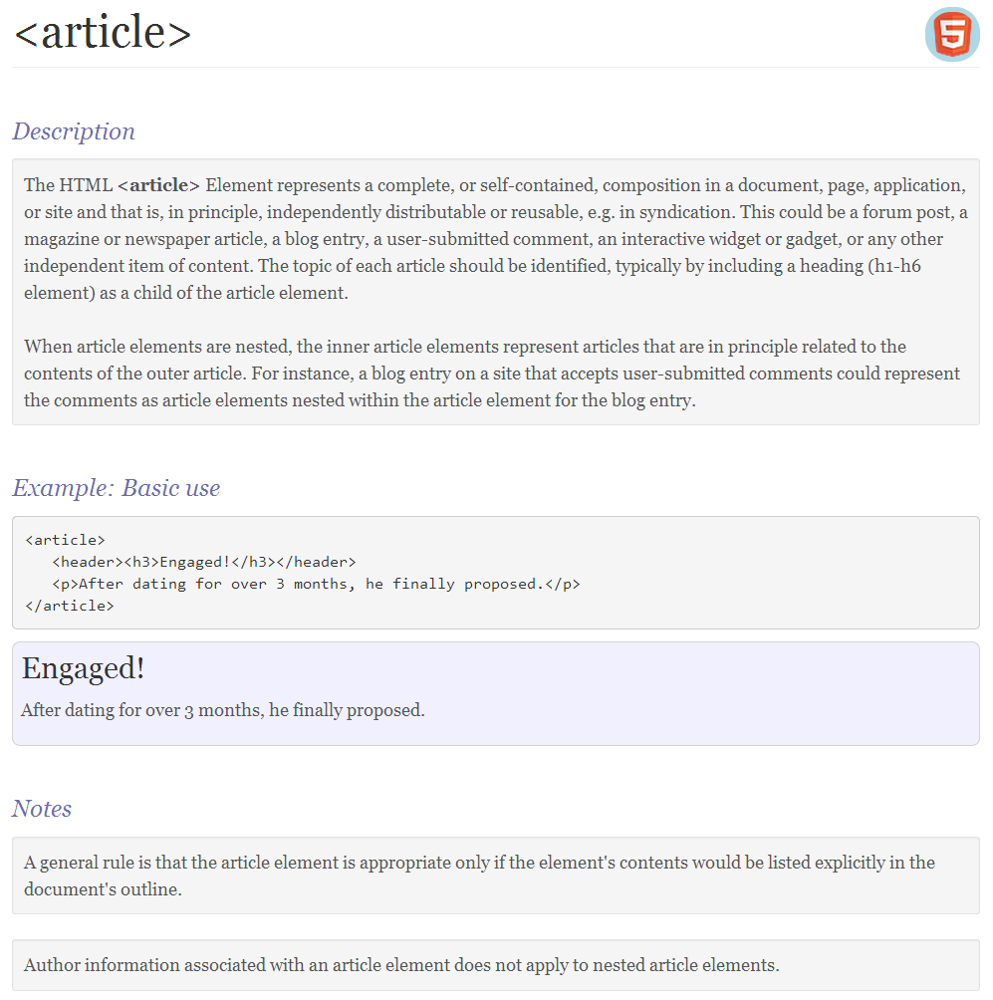 <article>
Description
The HTML <article> Element represents a complete, or self-contained, composition in a document, page, application,
or site and that is, in principle, independently distributable or reusable, e.g. in syndication. This could be a forum post, a
magazine or newspaper article, a blog entry, a user-submitted comment, an interactive widget or gadget, or any other
independent item of content. The topic of each article should be identified, typically by including a heading (h1-h6
element) as a child of the article element.
When article elements are nested, the inner article elements represent articles that are in principle related to the
contents of the outer article. For instance, a blog entry on a site that accepts user-submitted comments could represent
the comments as article elements nested within the article element for the blog entry.
Example: Basic use
<article>
   <header><h3>Engaged!</h3></header>
   <p>After dating for over 3 months, he finally proposed.</p>
</article>
Engaged!
After dating for over 3 months, he finally proposed.
Notes
A general rule is that the article element is appropriate only if the element's contents would be listed explicitly in the
document's outline.
Author information associated with an article element does not apply to nested article elements.